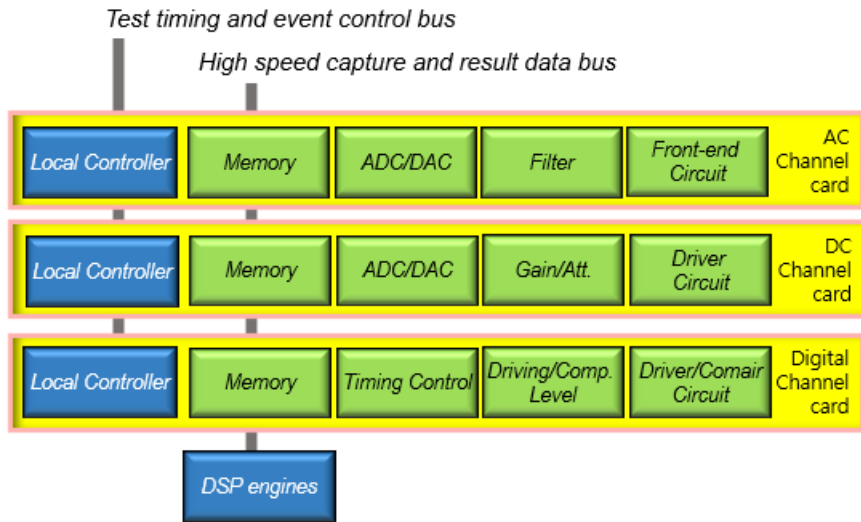 Test timing and event control bus
High speed capture and result data bus
Local Controller
Memory
ADC/DAC
Filter
Front-end
Circuit
AC
Channel
card
Local Controller
Memory
ADC/DAC
Gain/Att.
Driver
Circuit
DC
Channel
card
Local Controller
Memory
Timing Control
Driving/Comp.
Level
Driver/Comair
Circuit
Digital
Channel
card
DSP engines